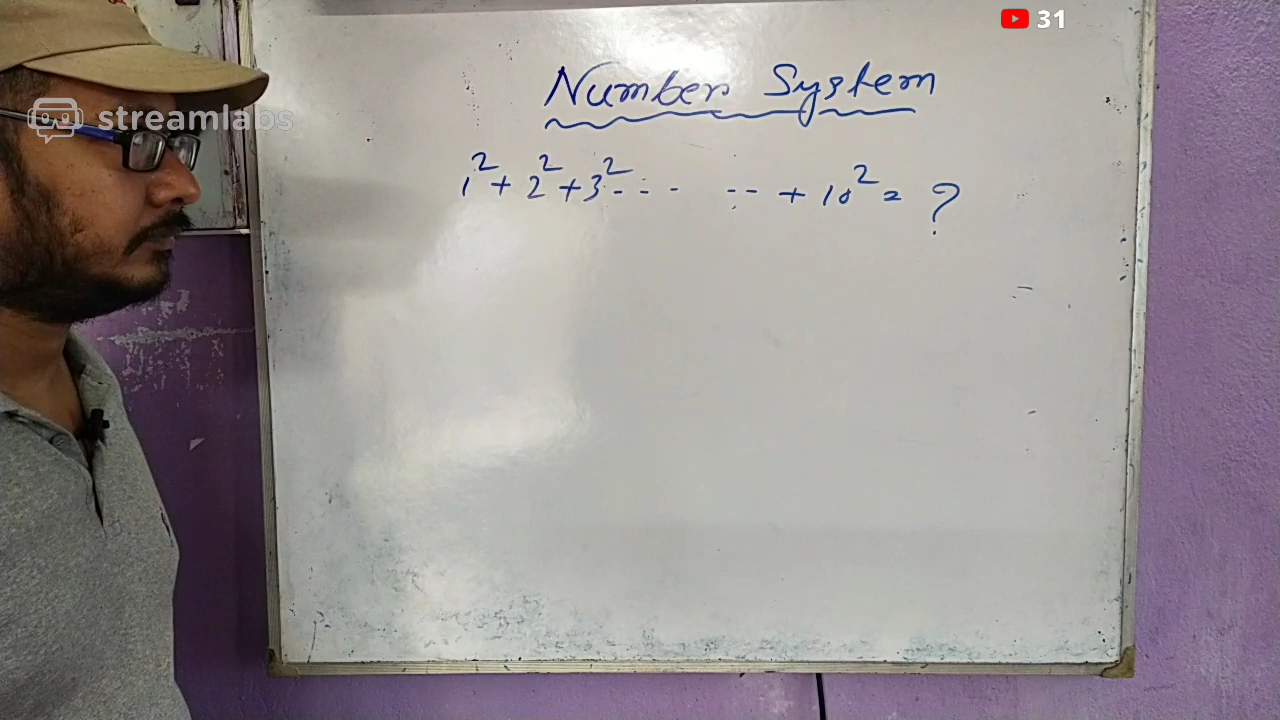 31
streamlabs
Number System
1² + 2² + 3² - - - - - + 10² = ?